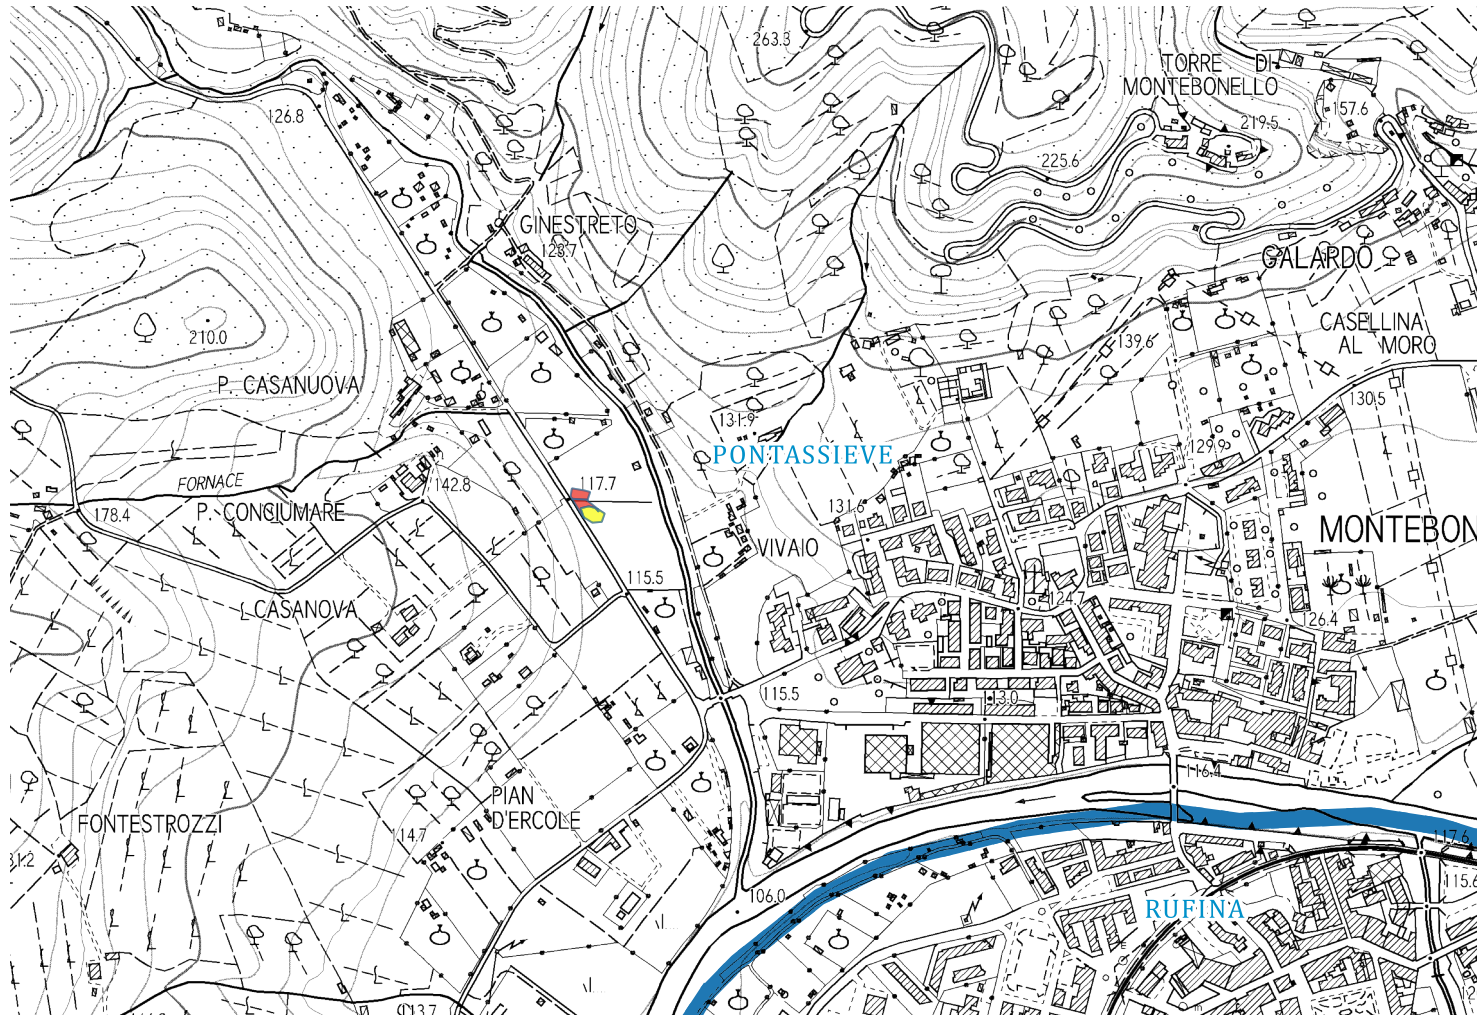 263.3
TORRE DI
MONTEBONELLO
126.8
219.5
157.6
225.6
GINESTRETO
123.7
GALARDO
210.0
139.6
CASELLINA
AL MORO
P. CASANUOVA
130.5
131.9
129.9
PONTASSIEVE
FORNACE
142.8
117.7
178.4
P. CONCIUMARE
131.6
MONTEBON
VIVAIO
115.5
CASANOVA
124.7
126.4
115.5
113.0
116.4
PIAN
D'ERCOLE
FONTESTROZZI
114.7
117.6
31.2
106.0
115.6
RUFINA
113.7